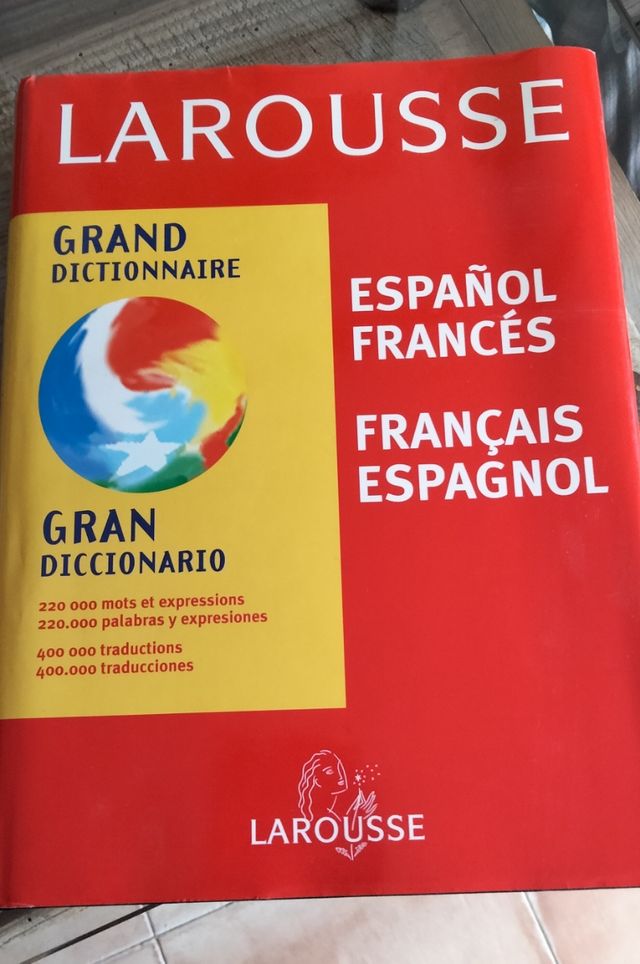 LAROUSSE
GRAND
DICTIONNAIRE
GRAN
DICCIONARIO
220 000 mots et expressions
220.000 palabras y expresiones
400 000 traductions
400.000 traducciones
ESPAÑOL
FRANCÉS
FRANÇAIS
ESPAGNOL
LAROUSSE